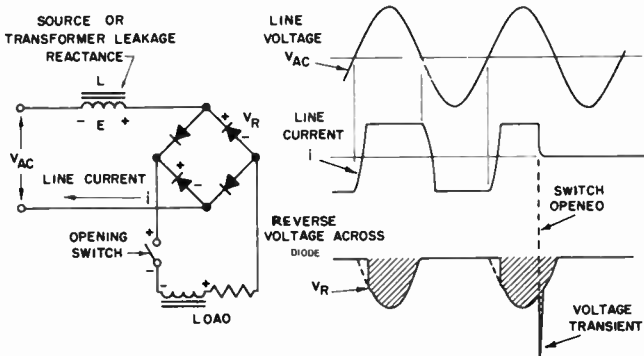 SOURCE OR
TRANSFORMER LEAKAGE
REACTANCE
L
- E +
VAC
LINE CURRENT
i
+ VR
-
+
-
OPENING
SWITCH
+
-
- +
LOAO
LINE
VOLTAGE
VAC
LINE
CURRENT
i
SWITCH
OPENEO
REVERSE
VOLTAGE ACROSS
DIODE
VR
VOLTAGE
TRANSIENT